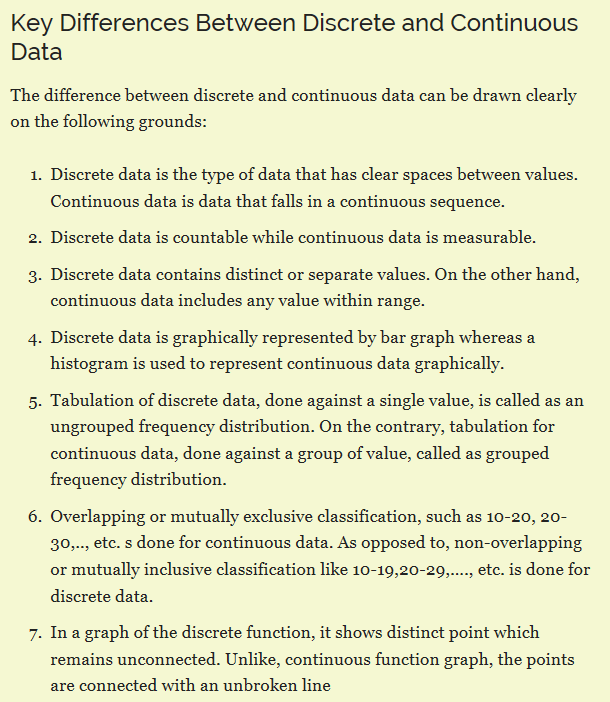 Key Differences Between Discrete and Continuous
Data
The difference between discrete and continuous data can be drawn clearly
on the following grounds:
1. Discrete data is the type of data that has clear spaces between values.
Continuous data is data that falls in a continuous sequence.
2. Discrete data is countable while continuous data is measurable.
3. Discrete data contains distinct or separate values. On the other hand,
continuous data includes any value within range.
4. Discrete data is graphically represented by bar graph whereas a
histogram is used to represent continuous data graphically.
5. Tabulation of discrete data, done against a single value, is called as an
ungrouped frequency distribution. On the contrary, tabulation for
continuous data, done against a group of value, called as grouped
frequency distribution.
6. Overlapping or mutually exclusive classification, such as 10-20, 20-
30,.., etc. s done for continuous data. As opposed to, non-overlapping
or mutually inclusive classification like 10-19,20-29,...., etc. is done for
discrete data.
7. In a graph of the discrete function, it shows distinct point which
remains unconnected. Unlike, continuous function graph, the points
are connected with an unbroken line